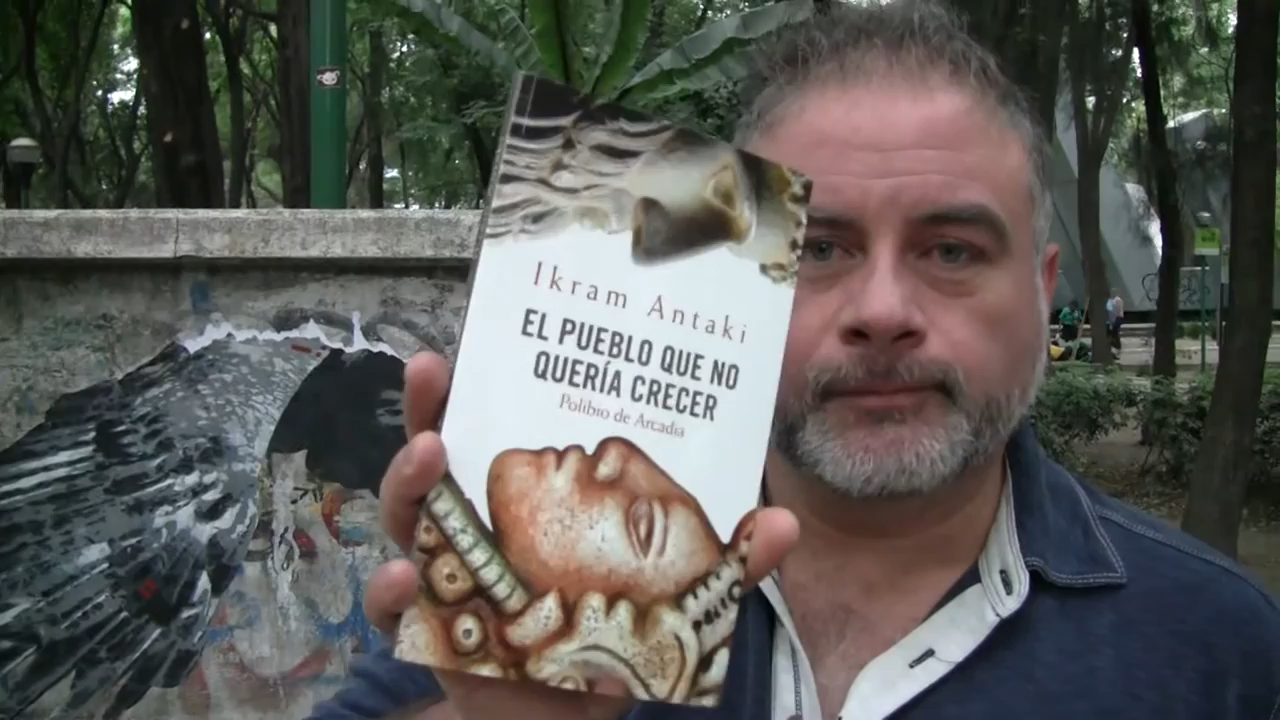 Ikram Antaki
EL PUEBLO QUE NO
QUERÍA CRECER
Polibio de Arcadia